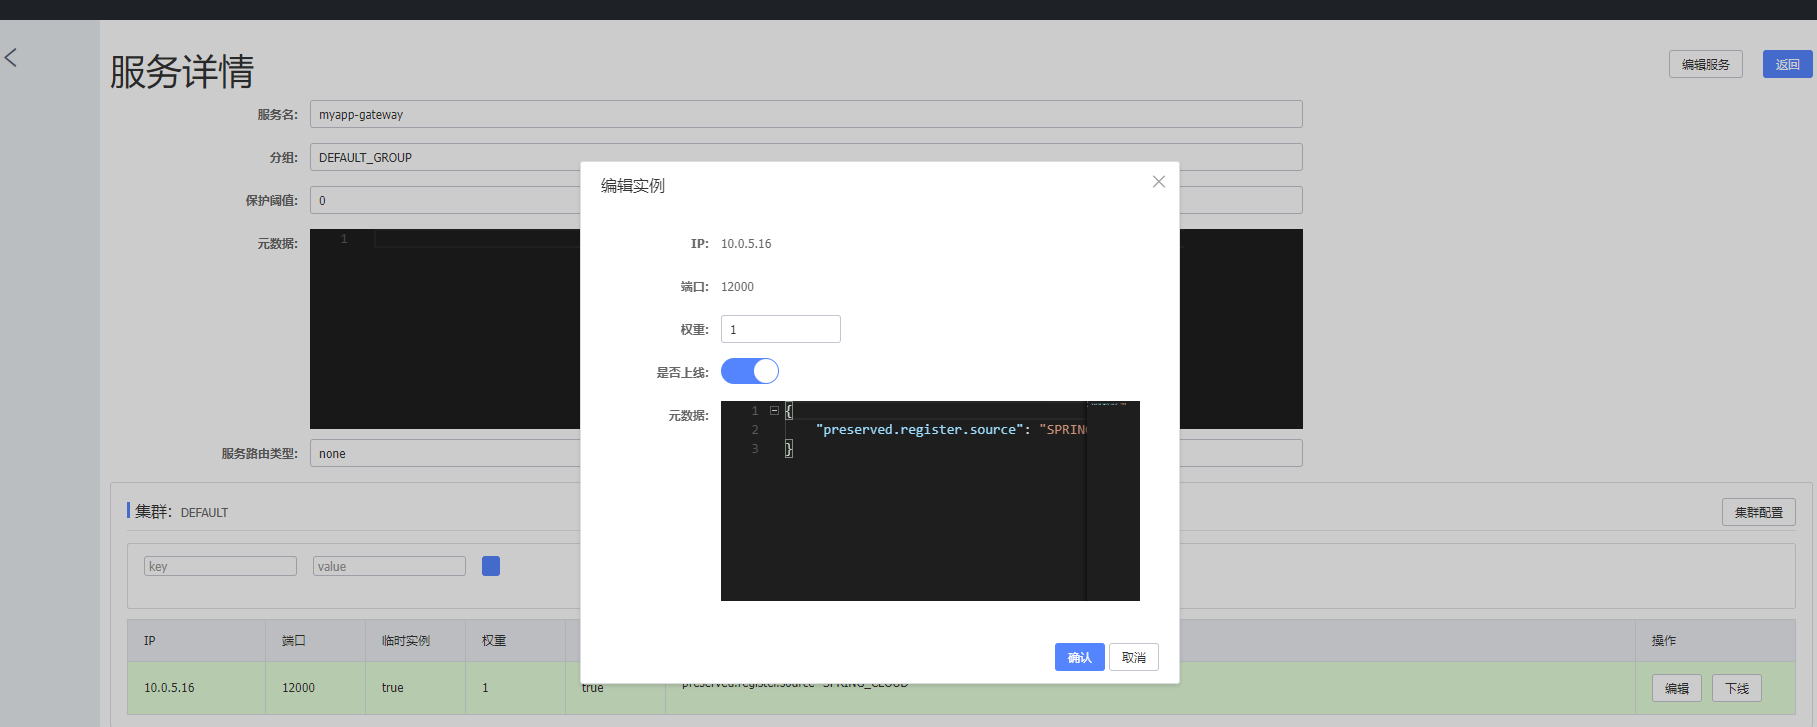 服务详情
编辑服务
返回
服务名:
myapp-gateway
分组:
DEFAULT_GROUP
保护阈值:
0
元数据:
1
服务路由类型:
none
编辑实例
IP:
10.0.5.16
端口:
12000
权重:
1
是否上线:
元数据:
1 {
2 "preserved.register.source": "SPRING
3 }
确认
取消
集群:
DEFAULT
集群配置
key
value
IP
端口
临时实例
权重
操作
10.0.5.16
12000
true
1
true
preserved.register.source=SPRING_CLOUD
编辑
下线